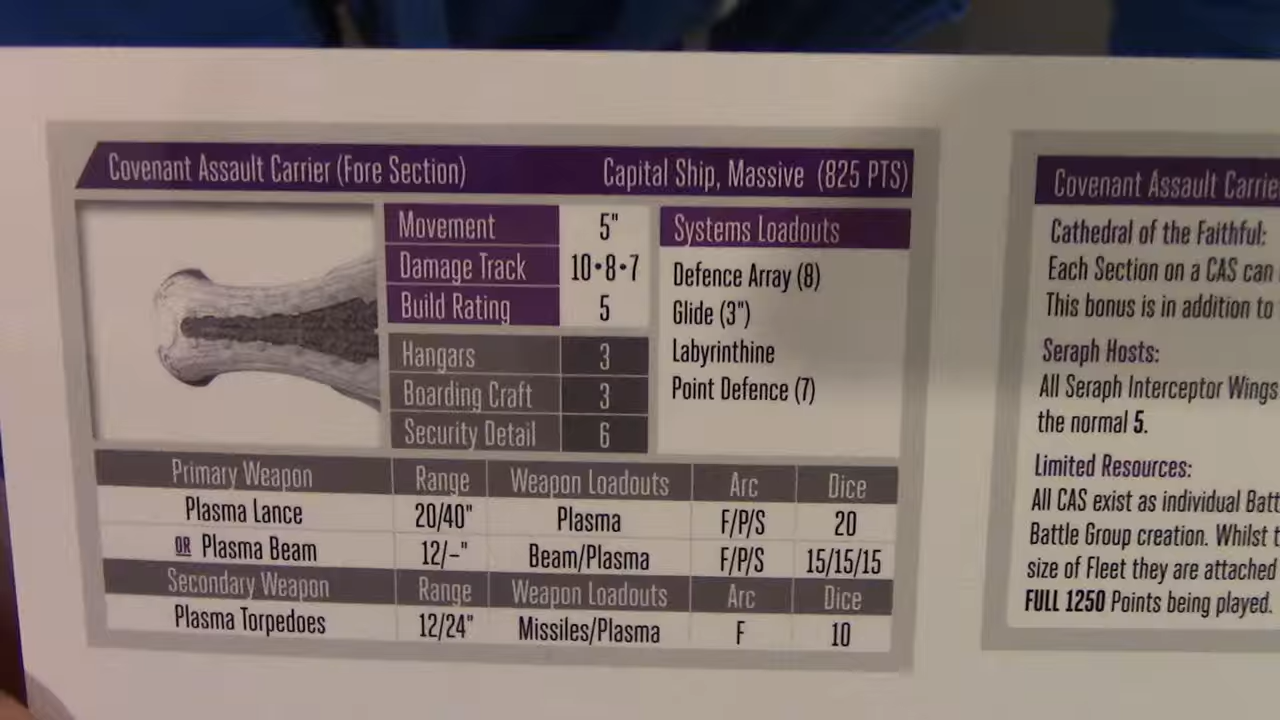 Covenant Assault Carrier (Fore Section) Capital Ship, Massive (825 PTS)
Movement 5"
Damage Track 10•8•7
Build Rating 5
Hangars 3
Boarding Craft 3
Security Detail 6
Systems Loadouts
Defence Array (8)
Glide (3")
Labyrinthine
Point Defence (7)
Primary Weapon Range Weapon Loadouts Arc Dice
Plasma Lance 20/40" Plasma F/P/S 20
OR Plasma Beam 12/–" Beam/Plasma F/P/S 15/15/15
Secondary Weapon Range Weapon Loadouts Arc Dice
Plasma Torpedoes 12/24" Missiles/Plasma F 10
Covenant Assault Carrie
Cathedral of the Faithful:
Each Section on a CAS can
This bonus is in addition to
Seraph Hosts:
All Seraph Interceptor Wings
the normal 5.
Limited Resources:
All CAS exist as individual Batt
Battle Group creation. Whilst t
size of Fleet they are attached
FULL 1250 Points being played.